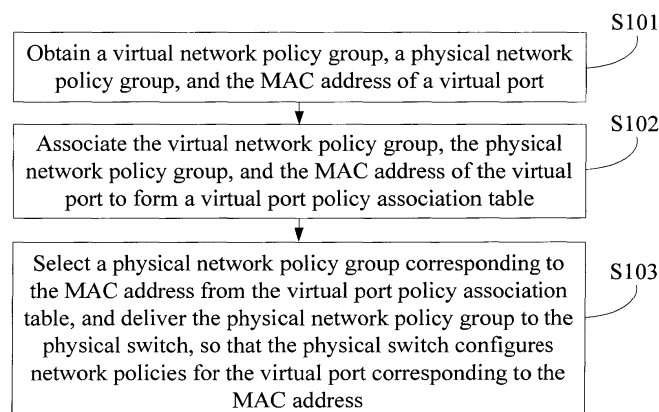 S101
Obtain a virtual network policy group, a physical network
policy group, and the MAC address of a virtual port
S102
Associate the virtual network policy group, the physical
network policy group, and the MAC address of the virtual
port to form a virtual port policy association table
S103
Select a physical network policy group corresponding to
the MAC address from the virtual port policy association
table, and deliver the physical network policy group to the
physical switch, so that the physical switch configures
network policies for the virtual port corresponding to the
MAC address